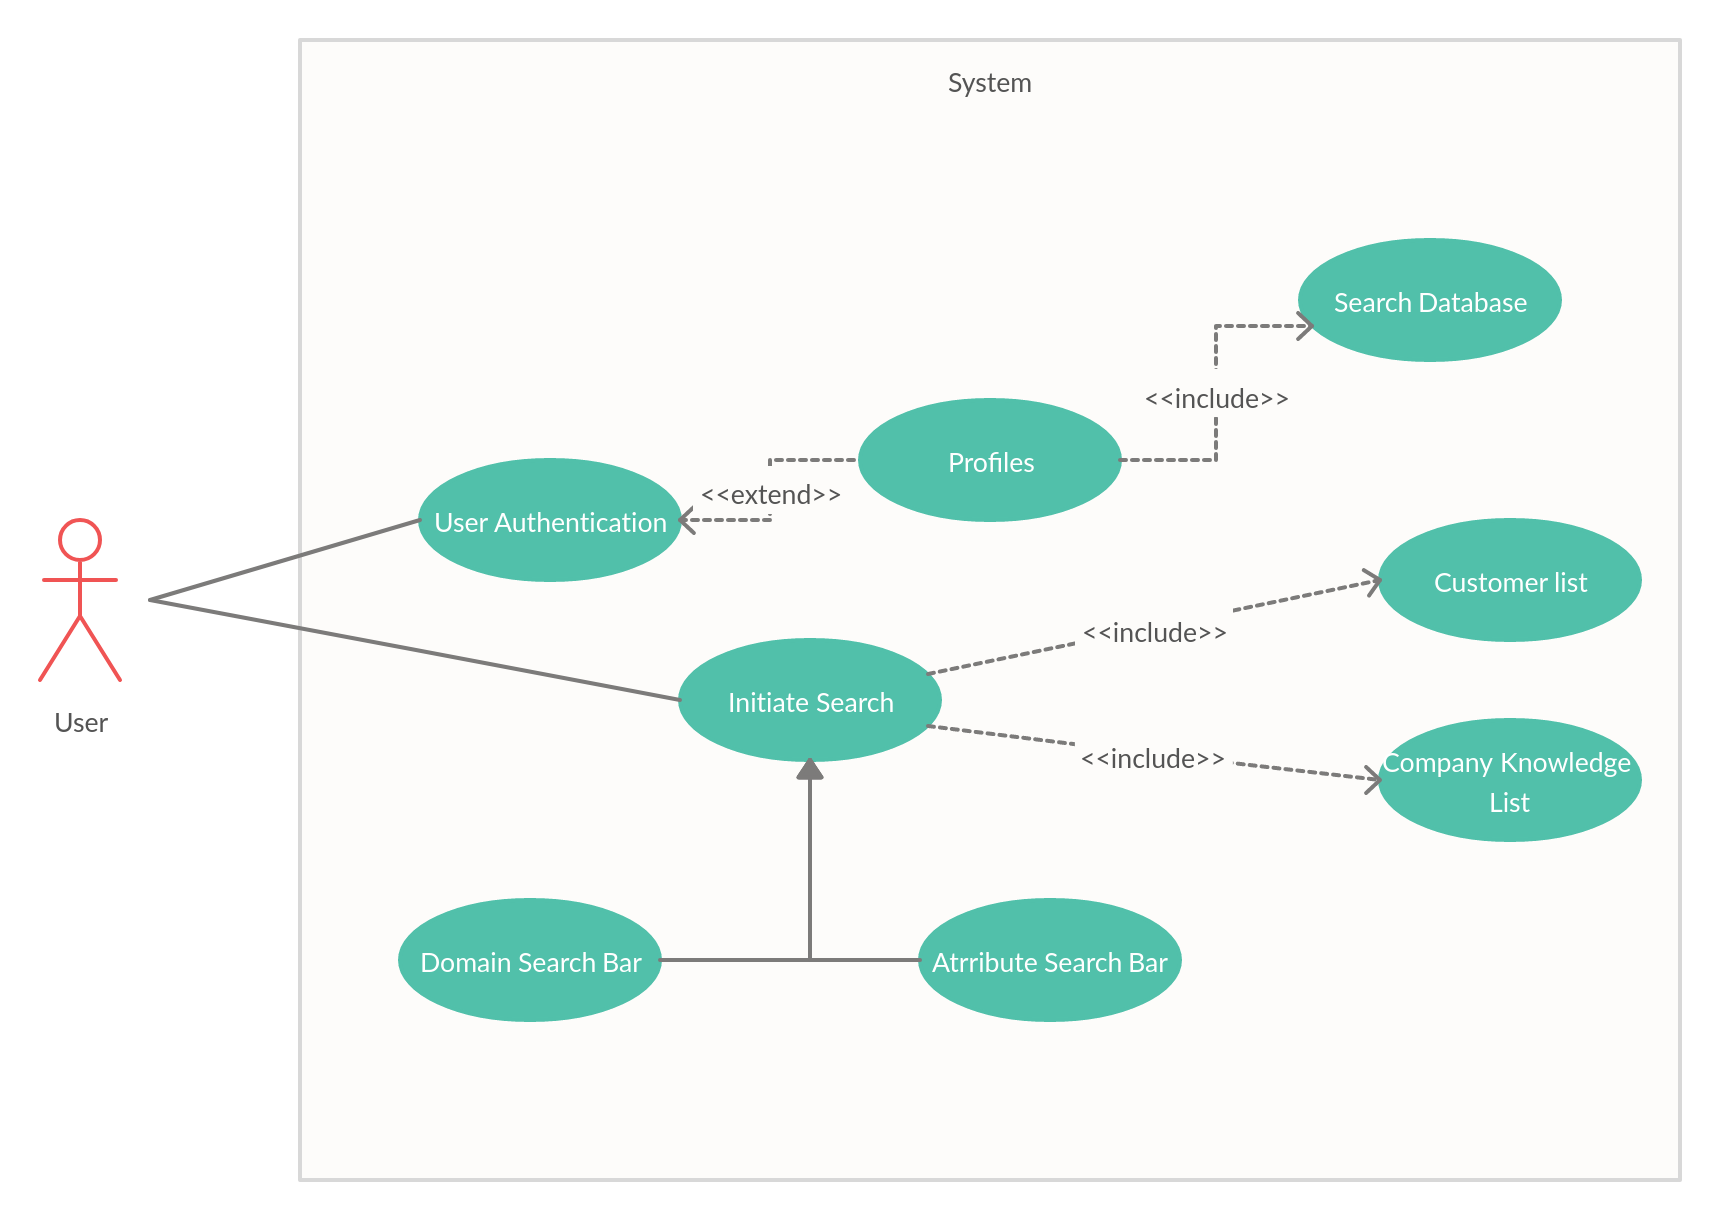 System
Search Database
<<include>>
Profiles
<<extend>>
User Authentication
Customer list
<<include>>
Initiate Search
User
<<include>>
Company Knowledge
List
Domain Search Bar
Atrribute Search Bar